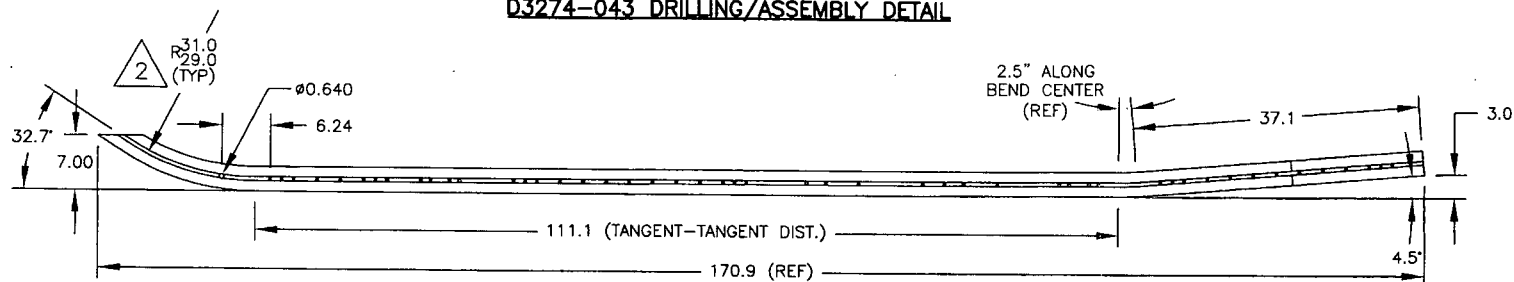 D3274-043 DRILLING/ASSEMBLY DETAIL
2
R31.0
29.0
(TYP)
ø0.640
6.24
32.7°
7.00
2.5" ALONG
BEND CENTER
(REF)
37.1
3.0
111.1 (TANGENT-TANGENT DIST.)
170.9 (REF)
4.5°